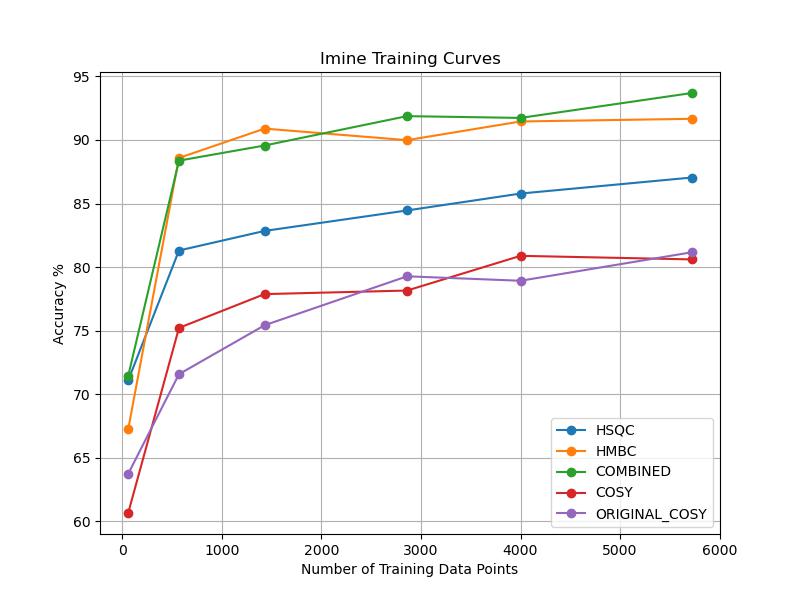 Imine Training Curves
95
90
85
80
75
70
65
60
Accuracy %
0 1000 2000 3000 4000 5000 6000
Number of Training Data Points
HSQC
HMBC
COMBINED
COSY
ORIGINAL_COSY